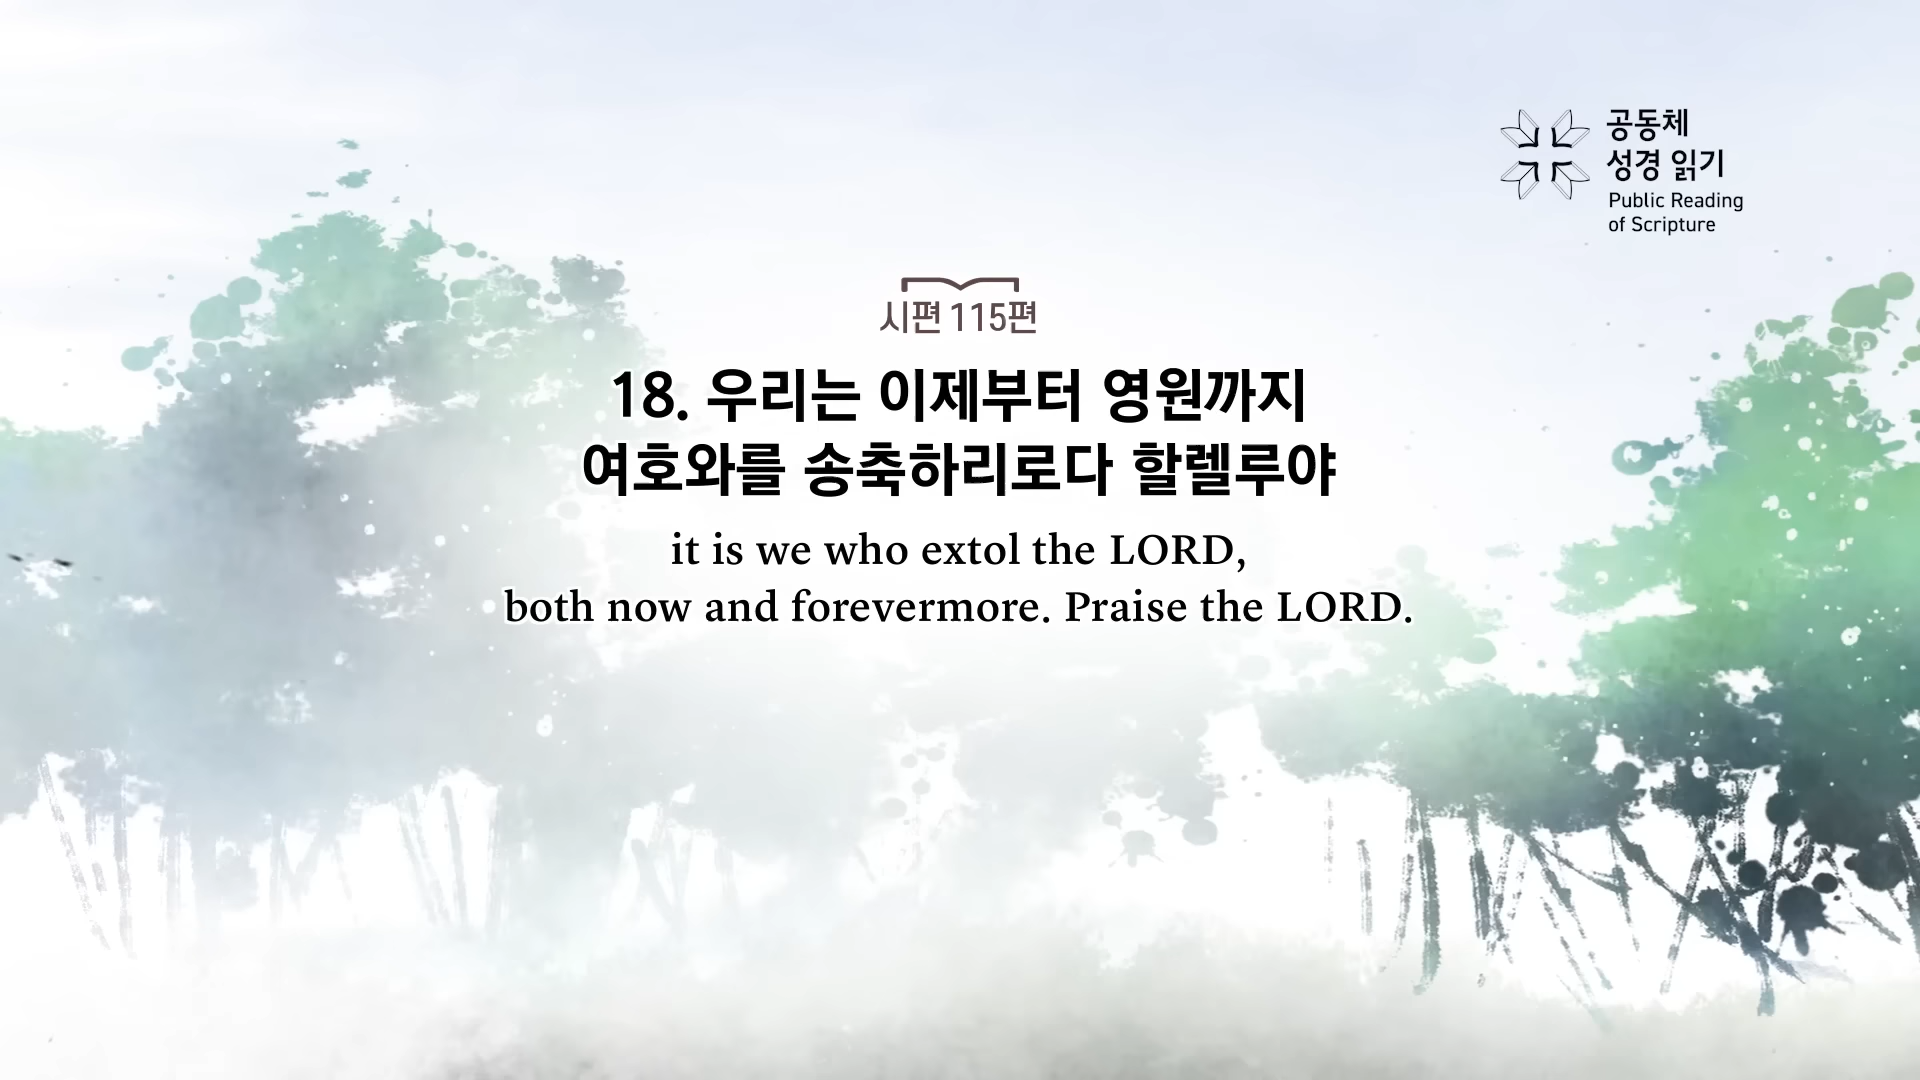 공동체
성경 읽기
Public Reading
of Scripture
시편 115편
18. 우리는 이제부터 영원까지
여호와를 송축하리로다 할렐루야
it is we who extol the LORD,
both now and forevermore. Praise the LORD.